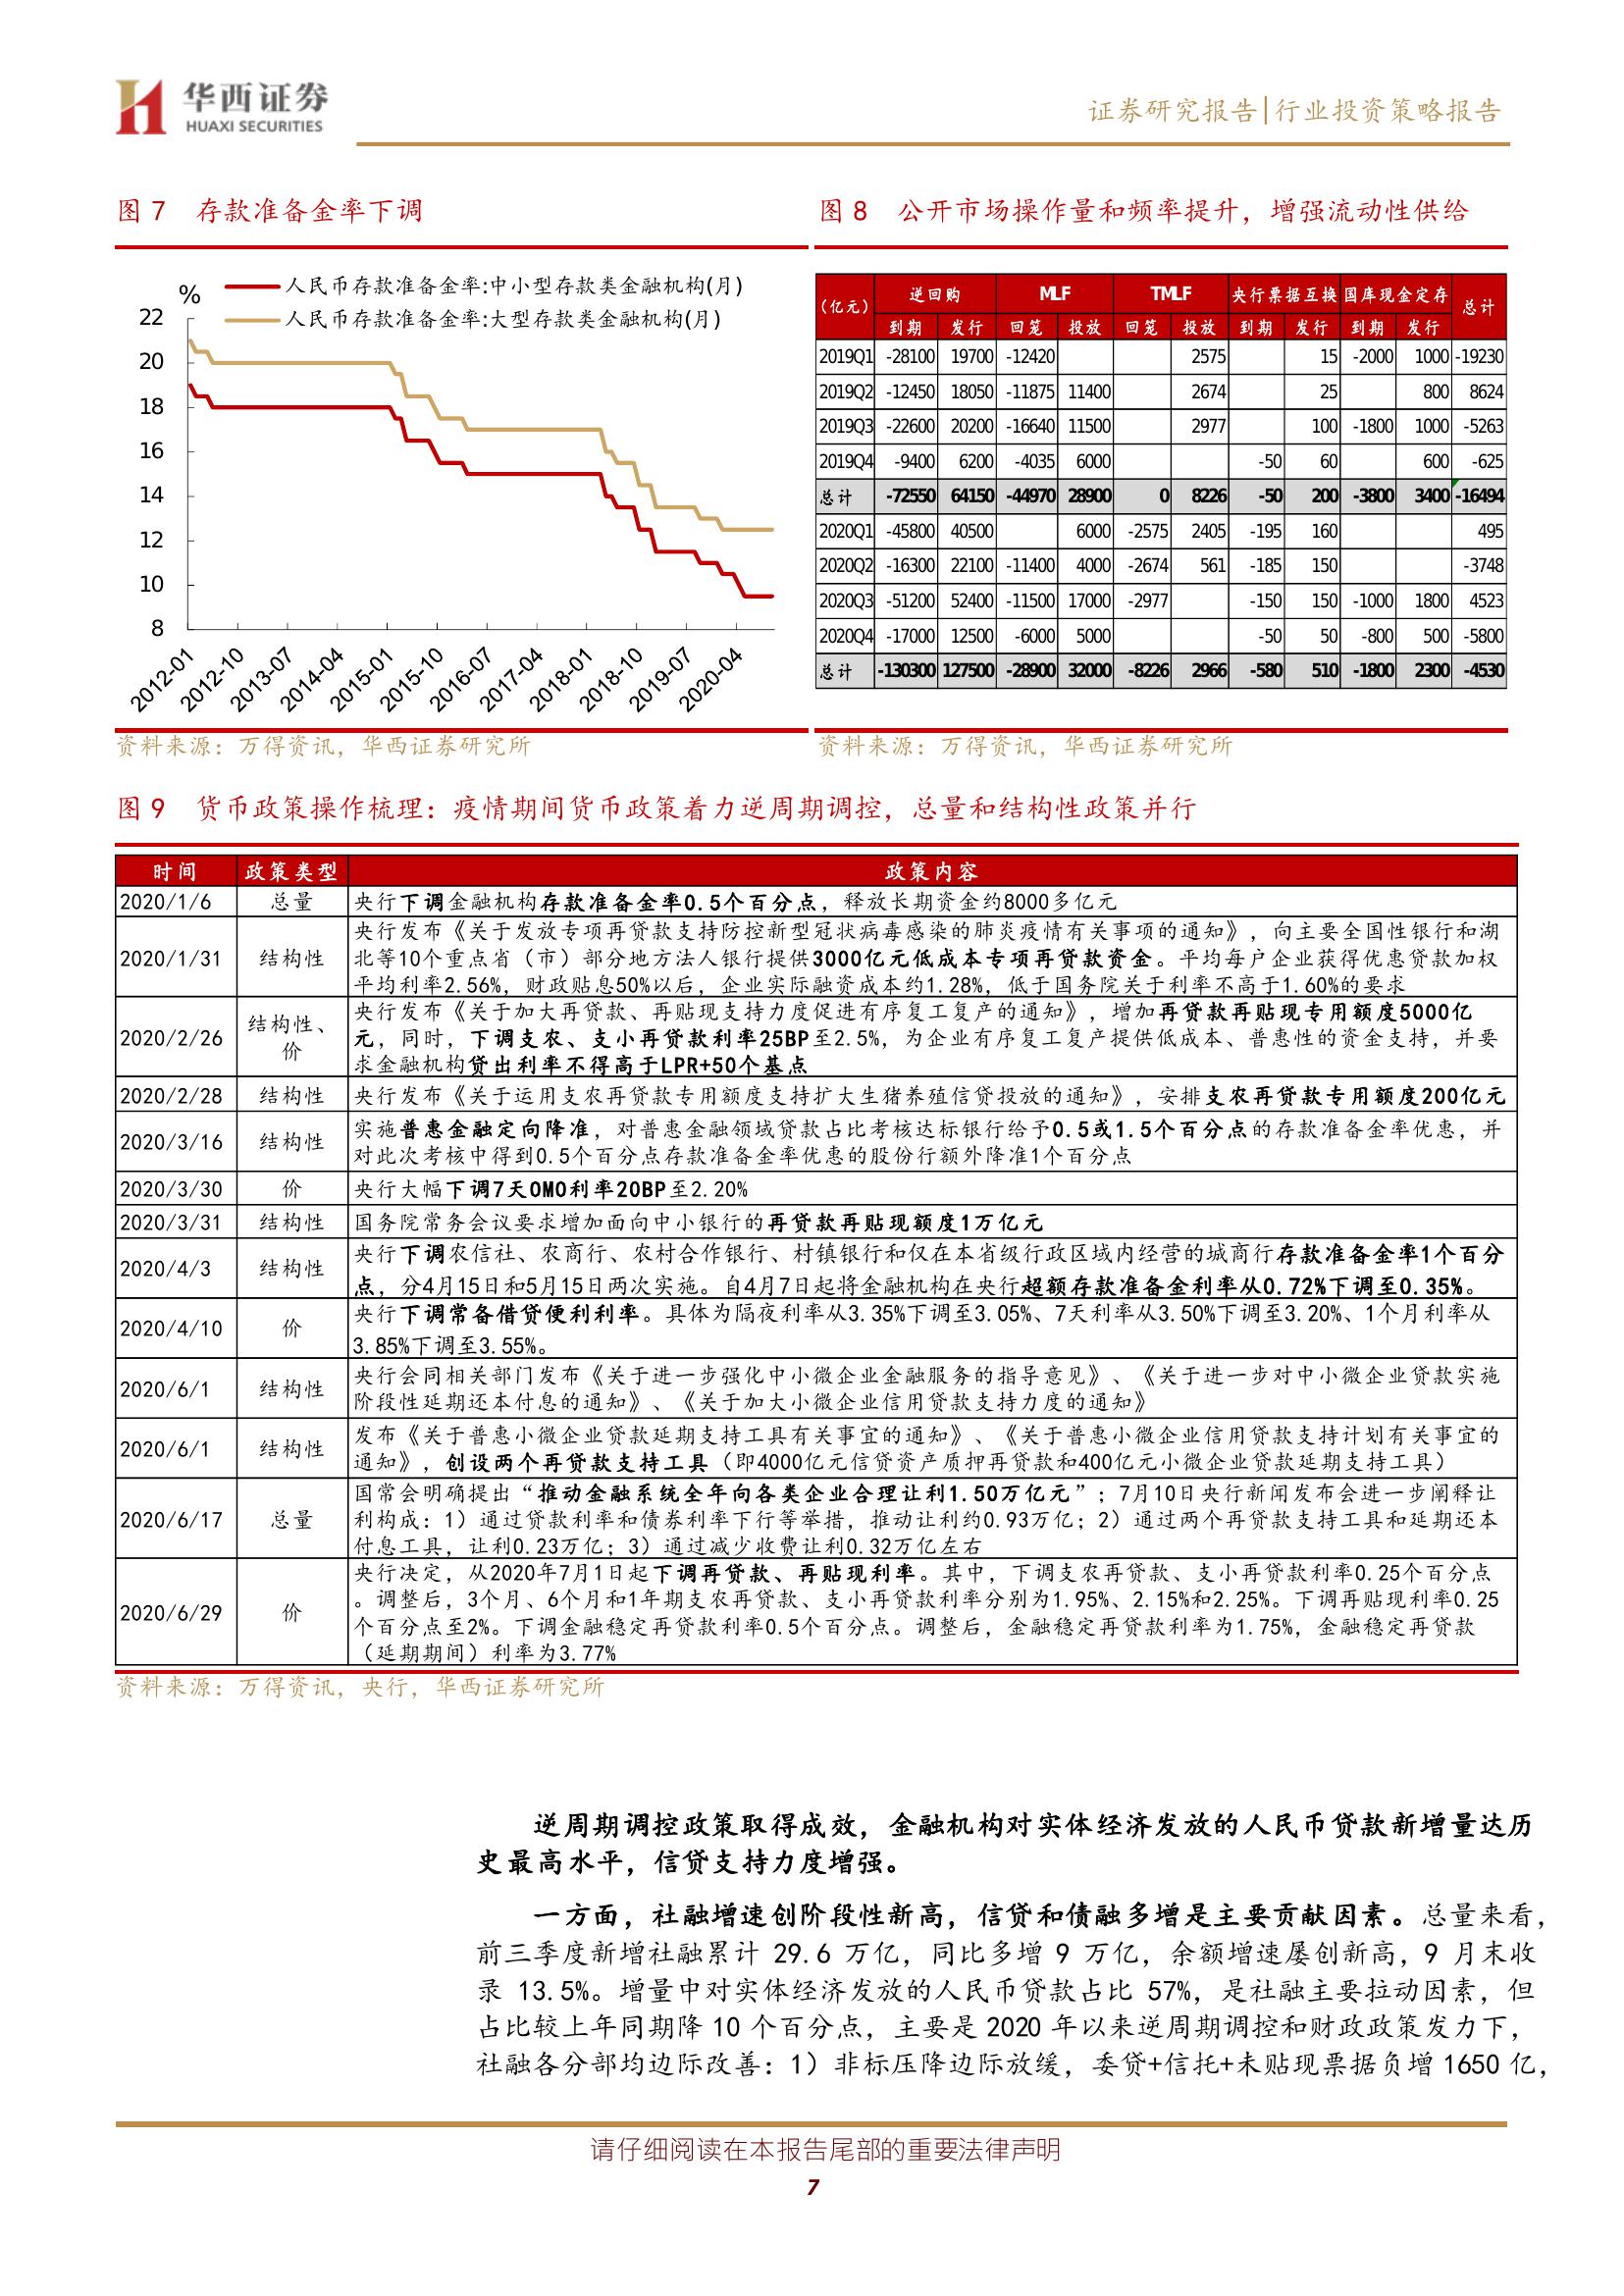 华西证券
HUAXI SECURITIES
证券研究报告|行业投资策略报告
图 7 存款准备金率下调
%
人民币存款准备金率:中小型存款类金融机构(月)
人民币存款准备金率:大型存款类金融机构(月)
22
20
18
16
14
12
10
8
2012-01 2012-10 2013-07 2014-04 2015-01 2015-10 2016-07 2017-04 2018-01 2018-10 2019-07 2020-04
资料来源：万得资讯，华西证券研究所
图 8 公开市场操作量和频率提升，增强流动性供给
(亿元) 逆回购 MLF TMLF 央行票据互换 国库现金定存 总计
到期 发行 回笼 投放 回笼 投放 到期 发行 到期 发行
2019Q1 -28100 19700 -12420 2575 15 -2000 1000 -19230
2019Q2 -12450 18050 -11875 11400 2674 25 800 8624
2019Q3 -22600 20200 -16640 11500 2977 100 -1800 1000 -5263
2019Q4 -9400 6200 -4035 6000 -50 60 600 -625
总计 -72550 64150 -44970 28900 0 8226 -50 200 -3800 3400 -16494
2020Q1 -45800 40500 6000 -2575 2405 -195 160 495
2020Q2 -16300 22100 -11400 4000 -2674 561 -185 150 -3748
2020Q3 -51200 52400 -11500 17000 -2977 -150 150 -1000 1800 4523
2020Q4 -17000 12500 -6000 5000 -50 50 -800 500 -5800
总计 -130300 127500 -28900 32000 -8226 2966 -580 510 -1800 2300 -4530
资料来源：万得资讯，华西证券研究所
图 9 货币政策操作梳理：疫情期间货币政策着力逆周期调控，总量和结构性政策并行
时间 政策类型 政策内容
2020/1/6 总量 央行下调金融机构存款准备金率0.5个百分点，释放长期资金约8000多亿元
2020/1/31 结构性 央行发布《关于发放专项再贷款支持防控新型冠状病毒感染的肺炎疫情有关事项的通知》，向主要全国性银行和湖
北等10个重点省（市）部分地方法人银行提供3000亿元低成本专项再贷款资金。平均每户企业获得优惠贷款加权
平均利率2.56%，财政贴息50%以后，企业实际融资成本约1.28%，低于国务院关于利率不高于1.60%的要求
2020/2/26 结构性、价 央行发布《关于加大再贷款、再贴现支持力度促进有序复工复产的通知》，增加再贷款再贴现专用额度5000亿
元，同时，下调支农、支小再贷款利率25BP至2.5%，为企业有序复工复产提供低成本、普惠性的资金支持，并要
求金融机构贷出利率不得高于LPR+50个基点
2020/2/28 结构性 央行发布《关于运用支农再贷款专用额度支持扩大生猪养殖信贷投放的通知》，安排支农再贷款专用额度200亿元
2020/3/16 结构性 实施普惠金融定向降准，对普惠金融领域贷款占比考核达标银行给予0.5或1.5个百分点的存款准备金率优惠，并
对此次考核中得到0.5个百分点存款准备金率优惠的股份行额外降准1个百分点
2020/3/30 价 央行大幅下调7天OMO利率20BP至2.20%
2020/3/31 结构性 国务院常务会议要求增加面向中小银行的再贷款再贴现额度1万亿元
2020/4/3 结构性 央行下调农信社、农商行、农村合作银行、村镇银行和仅在本省级行政区域内经营的城商行存款准备金率1个百分
点，分4月15日和5月15日两次实施。自4月7日起将金融机构在央行超额存款准备金利率从0.72%下调至0.35%。
2020/4/10 价 央行下调常备借贷便利利率。具体为隔夜利率从3.35%下调至3.05%、7天利率从3.50%下调至3.20%、1个月利率从
3.85%下调至3.55%。
2020/6/1 结构性 央行会同相关部门发布《关于进一步强化中小微企业金融服务的指导意见》、《关于进一步对中小微企业贷款实施
阶段性延期还本付息的通知》、《关于加大小微企业信用贷款支持力度的通知》
2020/6/1 结构性 发布《关于普惠小微企业贷款延期支持工具有关事宜的通知》、《关于普惠小微企业信用贷款支持计划有关事宜的
通知》，创设两个再贷款支持工具（即4000亿元信贷资产质押再贷款和400亿元小微企业贷款延期支持工具）
2020/6/17 总量 国常会明确提出“推动金融系统全年向各类企业合理让利1.50万亿元”；7月10日央行新闻发布会进一步阐释让
利构成：1）通过贷款利率和债券利率下行等举措，推动让利约0.93万亿；2）通过两个再贷款支持工具和延期还本
付息工具，让利0.23万亿；3）通过减少收费让利0.32万亿左右
2020/6/29 价 央行决定，从2020年7月1日起下调再贷款、再贴现利率。其中，下调支农再贷款、支小再贷款利率0.25个百分点
。调整后，3个月、6个月和1年期支农再贷款、支小再贷款利率分别为1.95%、2.15%和2.25%。下调再贴现利率0.25
个百分点至2%。下调金融稳定再贷款利率0.5个百分点。调整后，金融稳定再贷款利率为1.75%，金融稳定再贷款
（延期期间）利率为3.77%
资料来源：万得资讯，央行，华西证券研究所
逆周期调控政策取得成效，金融机构对实体经济发放的人民币贷款新增量达历
史最高水平，信贷支持力度增强。
一方面，社融增速创阶段性新高，信贷和债融多增是主要贡献因素。总量来看，
前三季度新增社融累计 29.6 万亿，同比多增 9 万亿，余额增速屡创新高，9 月末收
录 13.5%。增量中对实体经济发放的人民币贷款占比 57%，是社融主要拉动因素，但
占比较上年同期降 10 个百分点，主要是 2020 年以来逆周期调控和财政政策发力下，
社融各分部均边际改善：1）非标压降边际放缓，委贷+信托+未贴现票据负增 1650 亿，
请仔细阅读在本报告尾部的重要法律声明
7